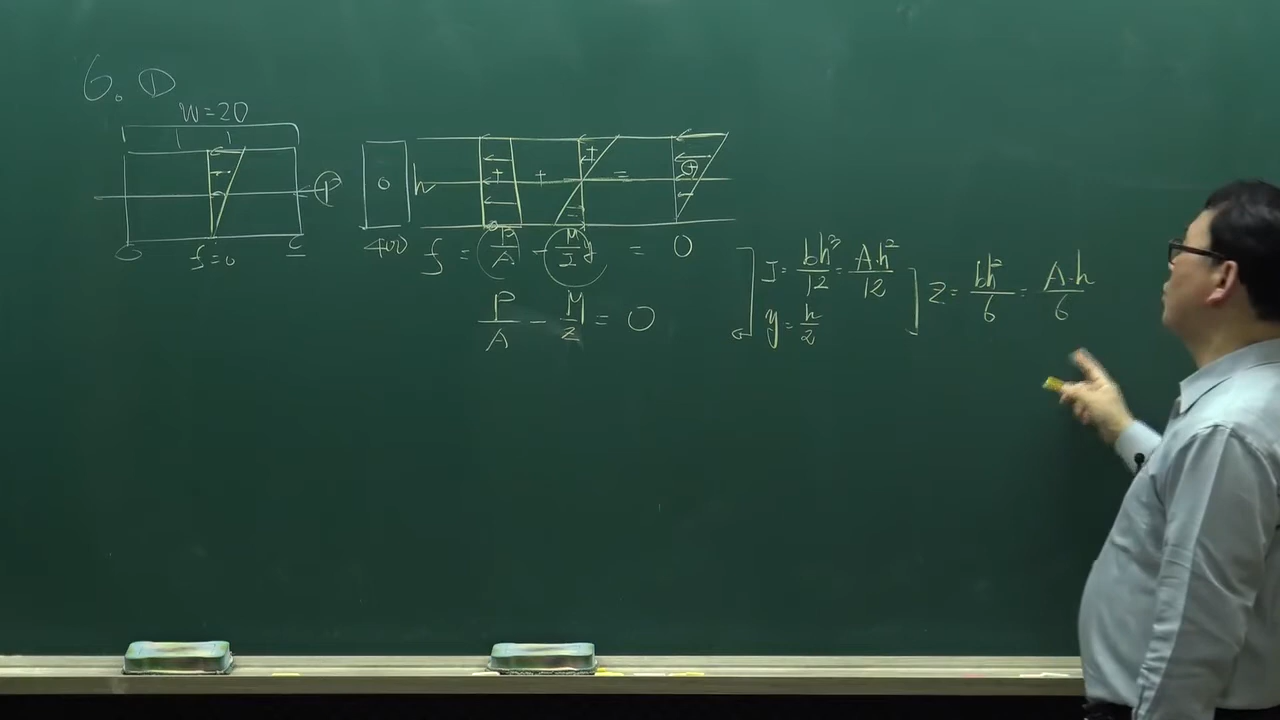 6. ①
W=20
P
h
+ + + = ⊕
-
400
f=0
f = P/A - M/I y = 0
P/A - M/Z = 0
I = bh³/12 = A·h²/12
y = h/2
Z = bh²/6 = A·h/6